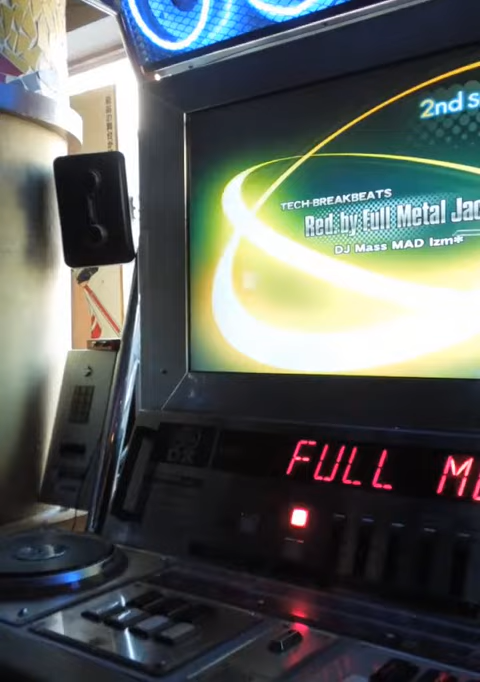 2nd s
TECH-BREAKBEATS
Red. by Full Metal Jac
DJ Mass MAD Izm*
FULL M